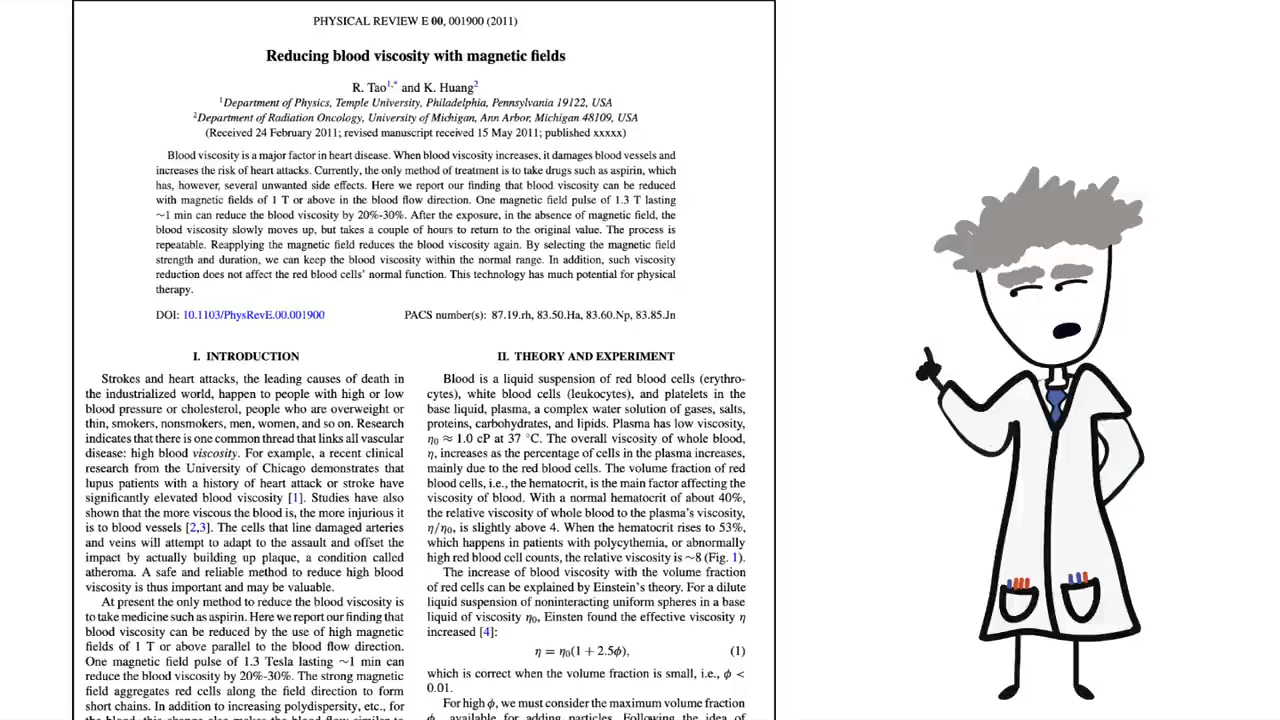 PHYSICAL REVIEW E 00, 001900 (2011)
Reducing blood viscosity with magnetic fields
R. Tao1,* and K. Huang2
1Department of Physics, Temple University, Philadelphia, Pennsylvania 19122, USA
2Department of Radiation Oncology, University of Michigan, Ann Arbor, Michigan 48109, USA
(Received 24 February 2011; revised manuscript received 15 May 2011; published xxxxx)
Blood viscosity is a major factor in heart disease. When blood viscosity increases, it damages blood vessels and
increases the risk of heart attacks. Currently, the only method of treatment is to take drugs such as aspirin, which
has, however, several unwanted side effects. Here we report our finding that blood viscosity can be reduced
with magnetic fields of 1 T or above in the blood flow direction. One magnetic field pulse of 1.3 T lasting
~1 min can reduce the blood viscosity by 20%-30%. After the exposure, in the absence of magnetic field, the
blood viscosity slowly moves up, but takes a couple of hours to return to the original value. The process is
repeatable. Reapplying the magnetic field reduces the blood viscosity again. By selecting the magnetic field
strength and duration, we can keep the blood viscosity within the normal range. In addition, such viscosity
reduction does not affect the red blood cells' normal function. This technology has much potential for physical
therapy.
DOI: 10.1103/PhysRevE.00.001900 PACS number(s): 87.19.rh, 83.50.Ha, 83.60.Np, 83.85.Jn
I. INTRODUCTION
Strokes and heart attacks, the leading causes of death in
the industrialized world, happen to people with high or low
blood pressure or cholesterol, people who are overweight or
thin, smokers, nonsmokers, men, women, and so on. Research
indicates that there is one common thread that links all vascular
disease: high blood viscosity. For example, a recent clinical
research from the University of Chicago demonstrates that
lupus patients with a history of heart attack or stroke have
significantly elevated blood viscosity [1]. Studies have also
shown that the more viscous the blood is, the more injurious it
is to blood vessels [2,3]. The cells that line damaged arteries
and veins will attempt to adapt to the assault and offset the
impact by actually building up plaque, a condition called
atheroma. A safe and reliable method to reduce high blood
viscosity is thus important and may be valuable.
At present the only method to reduce the blood viscosity is
to take medicine such as aspirin. Here we report our finding that
blood viscosity can be reduced by the use of high magnetic
fields of 1 T or above parallel to the blood flow direction.
One magnetic field pulse of 1.3 Tesla lasting ~1 min can
reduce the blood viscosity by 20%-30%. The strong magnetic
field aggregates red cells along the field direction to form
short chains. In addition to increasing polydispersity, etc., for
the blood, this change also makes the blood flow similar to
II. THEORY AND EXPERIMENT
Blood is a liquid suspension of red blood cells (erythro-
cytes), white blood cells (leukocytes), and platelets in the
base liquid, plasma, a complex water solution of gases, salts,
proteins, carbohydrates, and lipids. Plasma has low viscosity,
η0 ≈ 1.0 cP at 37 °C. The overall viscosity of whole blood,
η, increases as the percentage of cells in the plasma increases,
mainly due to the red blood cells. The volume fraction of red
blood cells, i.e., the hematocrit, is the main factor affecting the
viscosity of blood. With a normal hematocrit of about 40%,
the relative viscosity of whole blood to the plasma's viscosity,
η/η0, is slightly above 4. When the hematocrit rises to 53%,
which happens in patients with polycythemia, or abnormally
high red blood cell counts, the relative viscosity is ~8 (Fig. 1).
The increase of blood viscosity with the volume fraction
of red cells can be explained by Einstein's theory. For a dilute
liquid suspension of noninteracting uniform spheres in a base
liquid of viscosity η0, Einsten found the effective viscosity η
increased [4]:
η = η0(1 + 2.5ϕ), (1)
which is correct when the volume fraction is small, i.e., ϕ <
0.01.
For high ϕ, we must consider the maximum volume fraction
available for adding particles. Following the idea of